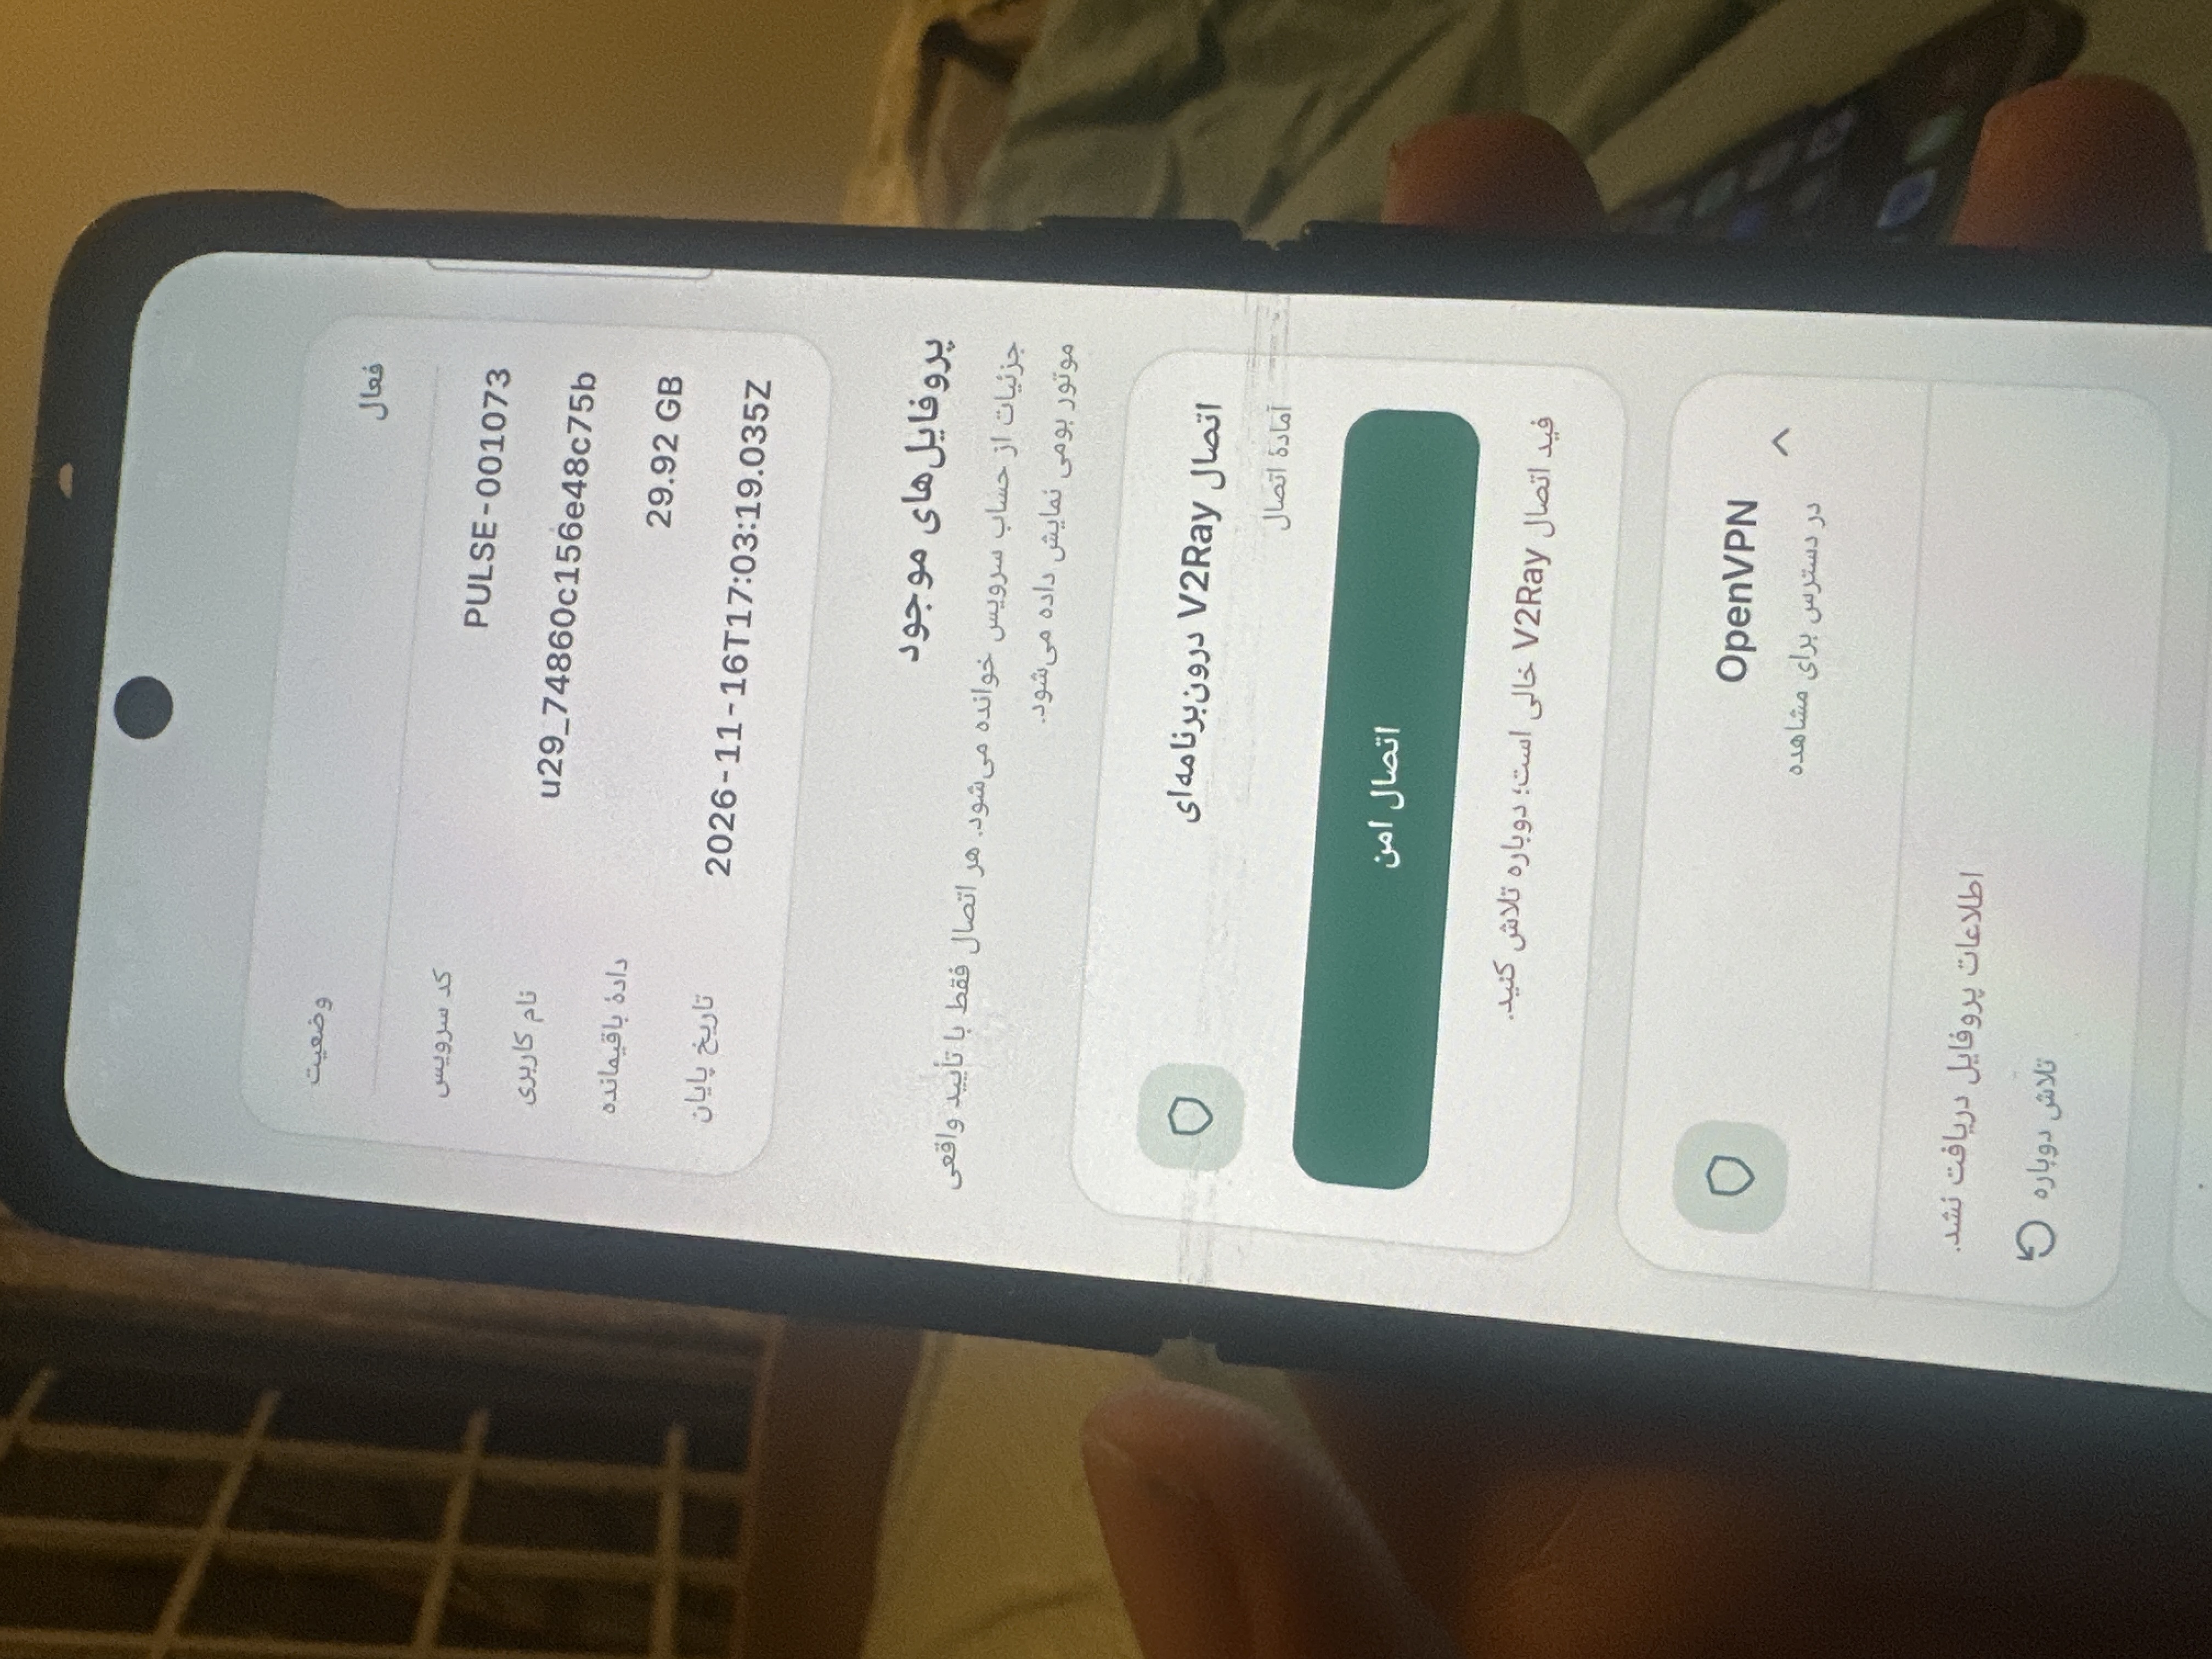 وضعیت
فعال
کد سرویس
PULSE-001073
نام کاربری
u29_74860c156e48c75b
دادهٔ باقیمانده
29.92 GB
تاریخ پایان
2026-11-16T17:03:19.035Z
پروفایل‌های موجود
جزئیات از حساب سرویس خوانده می‌شود. هر اتصال فقط با تأیید واقعی
موتور بومی نمایش داده می‌شود.
اتصال V2Ray درون‌برنامه‌ای
آمادهٔ اتصال
اتصال امن
فید اتصال V2Ray خالی است؛ دوباره تلاش کنید.
OpenVPN
در دسترس برای مشاهده
اطلاعات پروفایل دریافت نشد.
تلاش دوباره